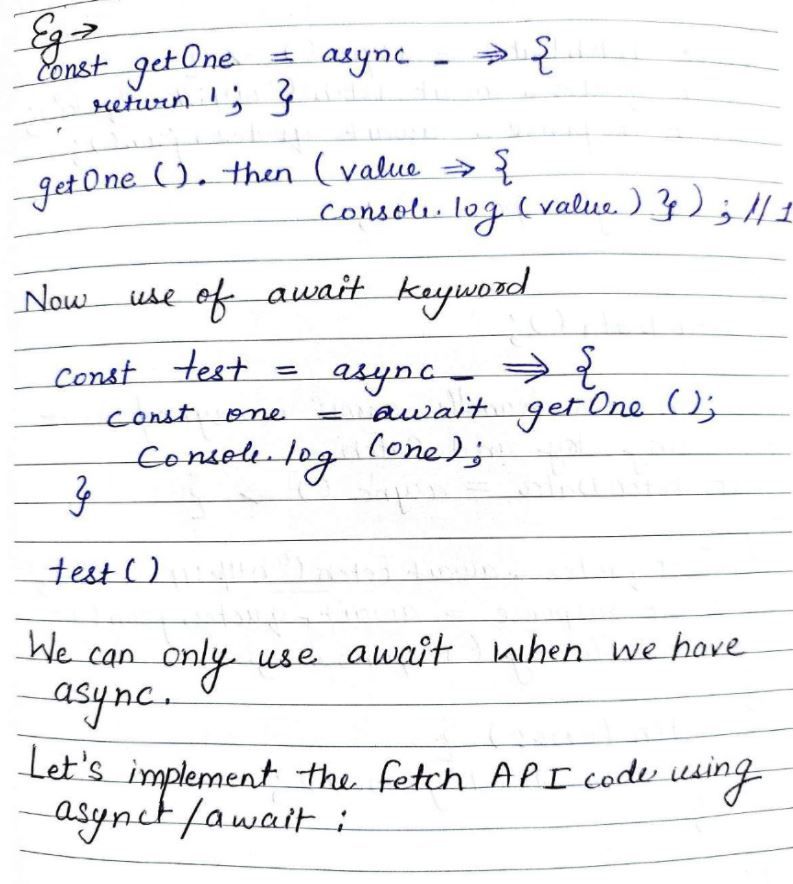 Eg →
const getOne = async _ => {
return 1; }
getOne (). then ( value => {
console.log (value) }) ; // 1
Now use of await keyword
const test = async _ => {
const one = await getOne ();
Console.log (one);
}
test ()
We can only use await when we have
async.
Let's implement the fetch API code using
asynct/await :